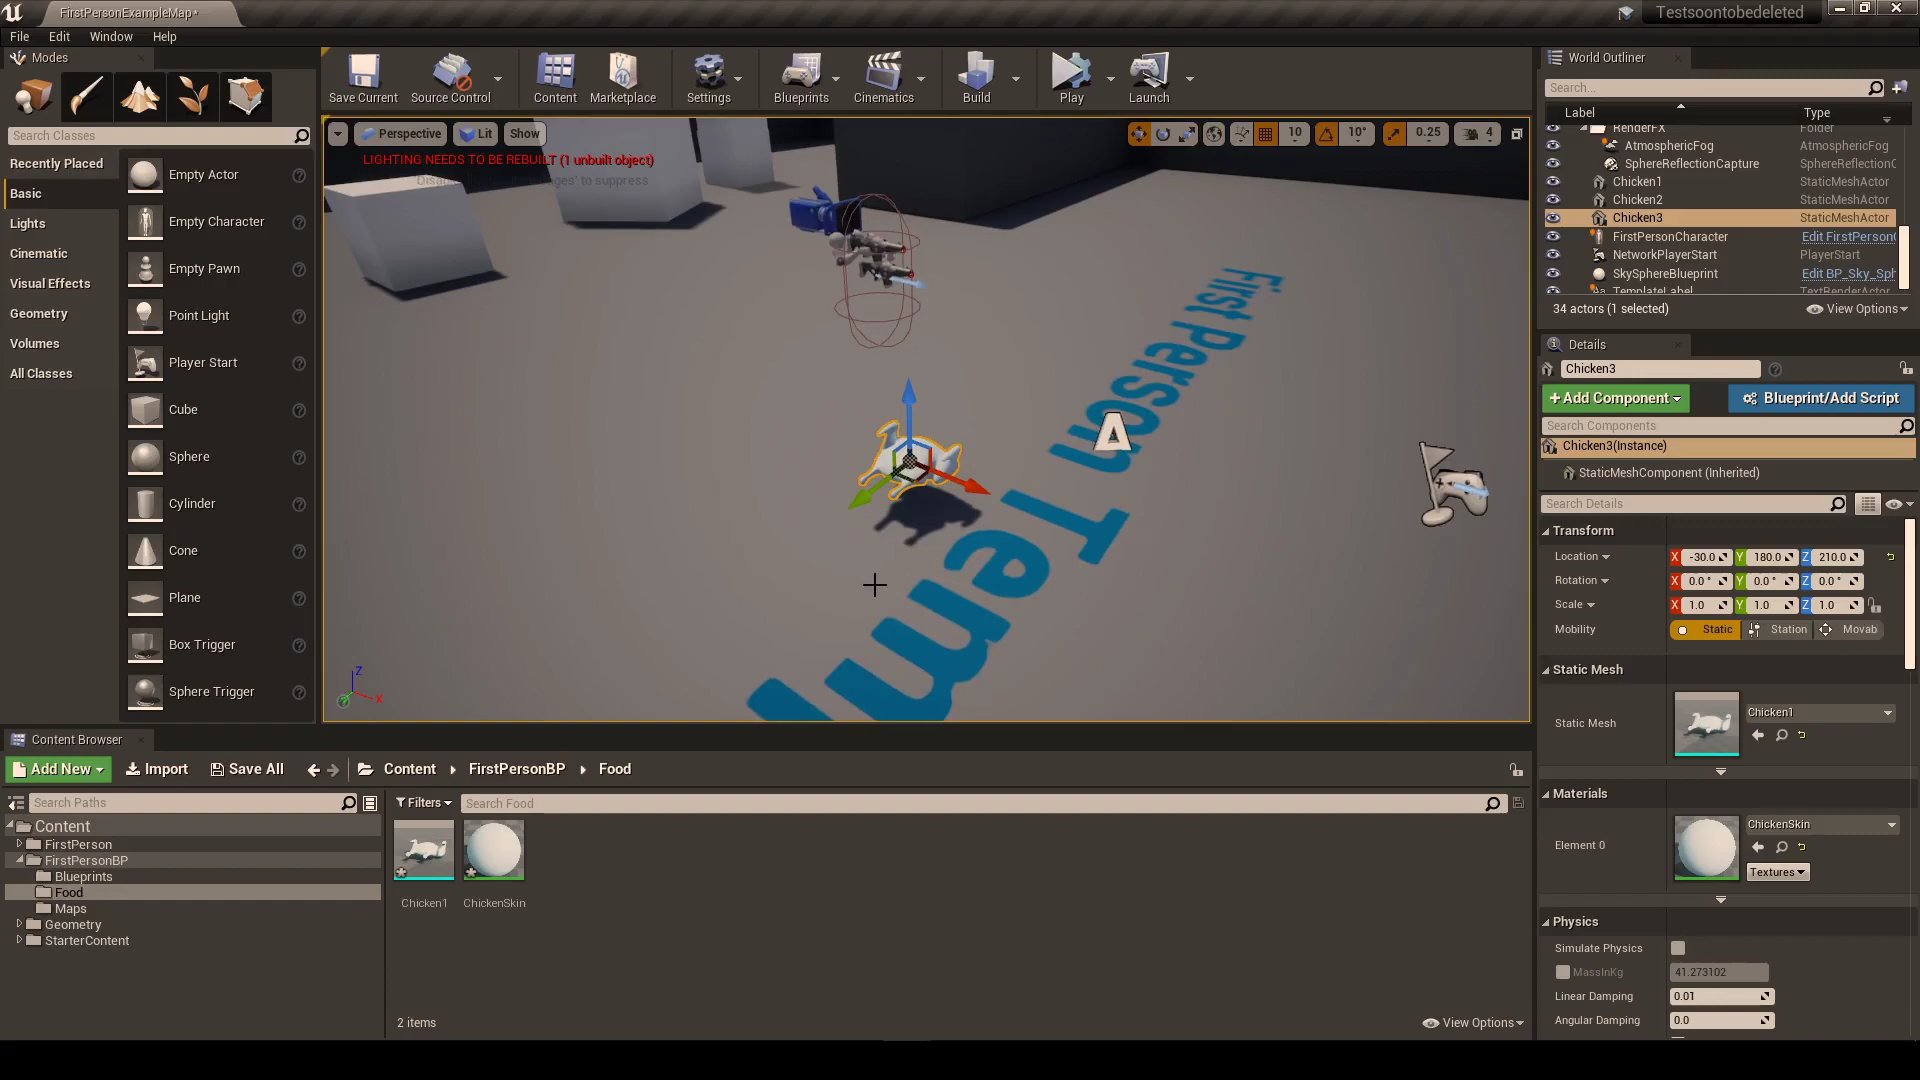 FirstPersonExampleMap*
Testsoontobedeleted
File Edit Window Help
Modes
World Outliner
Save Current Source Control Content Marketplace Settings Blueprints Cinematics Build Play Launch
Search...
Label Type
Search Classes
Perspective Lit Show
10 10° 0.25 4
LIGHTING NEEDS TO BE REBUILT (1 unbuilt object)
to suppress
Recently Placed
Basic
Lights
Cinematic
Visual Effects
Geometry
Volumes
All Classes
Empty Actor
Empty Character
Empty Pawn
Point Light
Player Start
Cube
Sphere
Cylinder
Cone
Plane
Box Trigger
Sphere Trigger
First Person Temp
A
Z
X
RenderFX Folder
AtmosphericFog AtmosphericFog
SphereReflectionCapture SphereReflectionC
Chicken1 StaticMeshActor
Chicken2 StaticMeshActor
Chicken3 StaticMeshActor
FirstPersonCharacter Edit FirstPersonC
NetworkPlayerStart PlayerStart
SkySphereBlueprint Edit BP_Sky_Sph
TemplateLabel TextRenderActor
34 actors (1 selected) View Options
Details
Chicken3
+Add Component Blueprint/Add Script
Search Components
Chicken3(Instance)
StaticMeshComponent (Inherited)
Search Details
Transform
Location X -30.0 Y 180.0 Z 210.0
Rotation X 0.0 ° Y 0.0 ° Z 0.0 °
Scale X 1.0 Y 1.0 Z 1.0
Mobility Static Station Movab
Static Mesh
Static Mesh Chicken1
Materials
Element 0 ChickenSkin
Textures
Physics
Simulate Physics
MassInKg 41.273102
Linear Damping 0.01
Angular Damping 0.0
Content Browser
Add New Import Save All Content FirstPersonBP Food
Search Paths
Filters Search Food
Content
FirstPerson
FirstPersonBP
Blueprints
Food
Maps
Geometry
StarterContent
Chicken1 ChickenSkin
2 items View Options